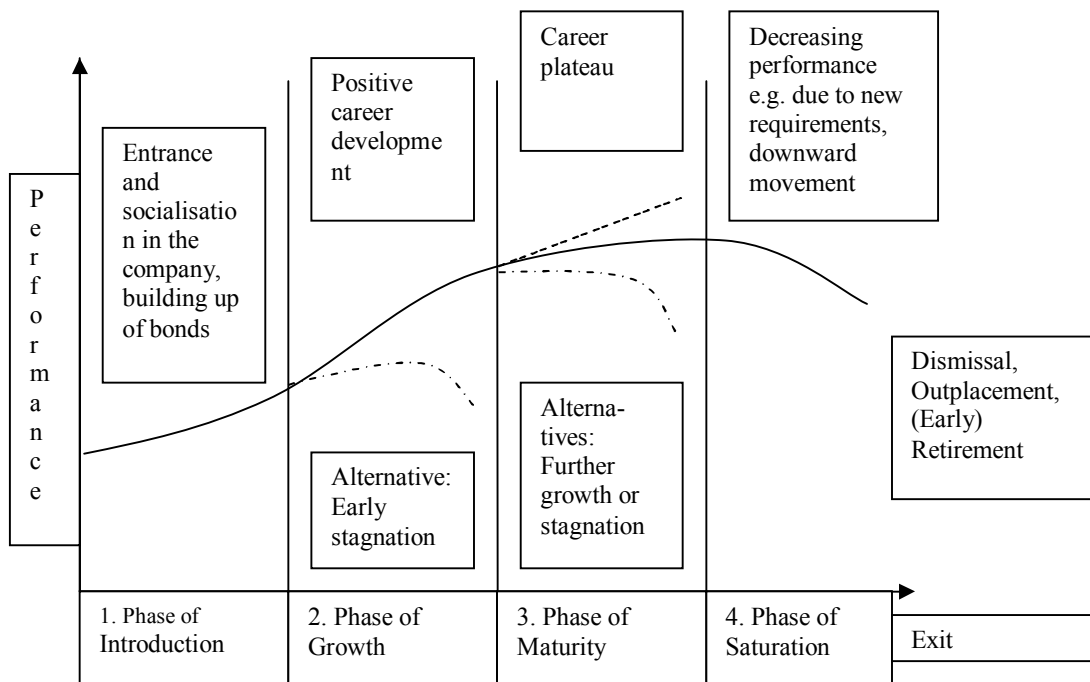 Career
plateau
Decreasing
performance
e.g. due to new
requirements,
downward
movement
Positive
career
developme
nt
Entrance
and
socialisatio
n in the
company,
building up
of bonds
P
e
r
f
o
r
m
a
n
c
e
Dismissal,
Outplacement,
(Early)
Retirement
Alterna-
tives:
Further
growth or
stagnation
Alternative:
Early
stagnation
1. Phase of
Introduction
2. Phase of
Growth
3. Phase of
Maturity
4. Phase of
Saturation
Exit